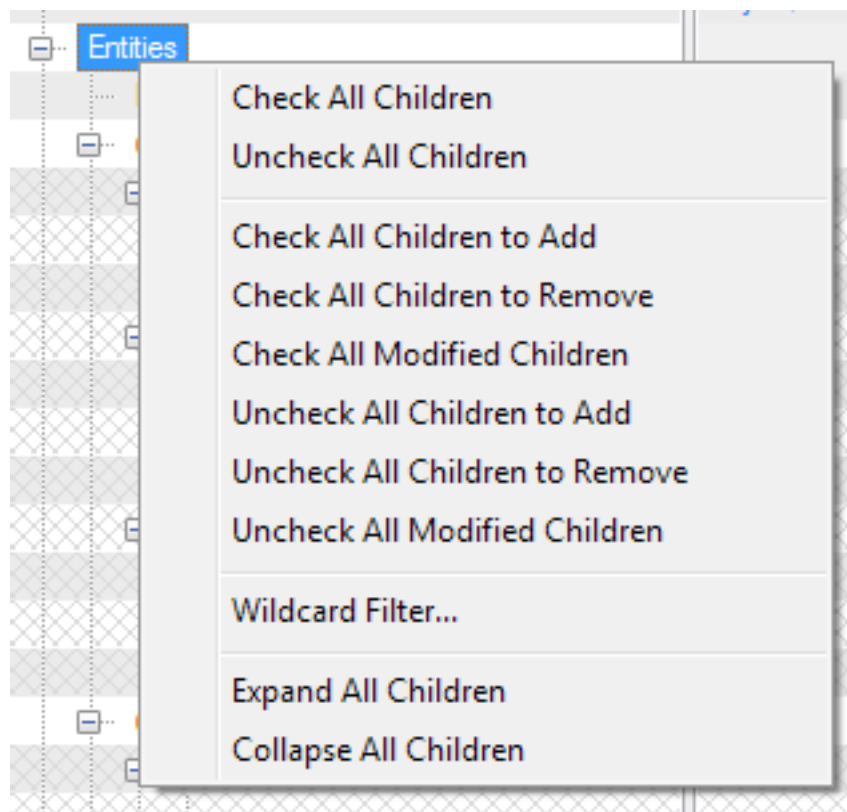 Entities
Check All Children
Uncheck All Children
Check All Children to Add
Check All Children to Remove
Check All Modified Children
Uncheck All Children to Add
Uncheck All Children to Remove
Uncheck All Modified Children
Wildcard Filter...
Expand All Children
Collapse All Children